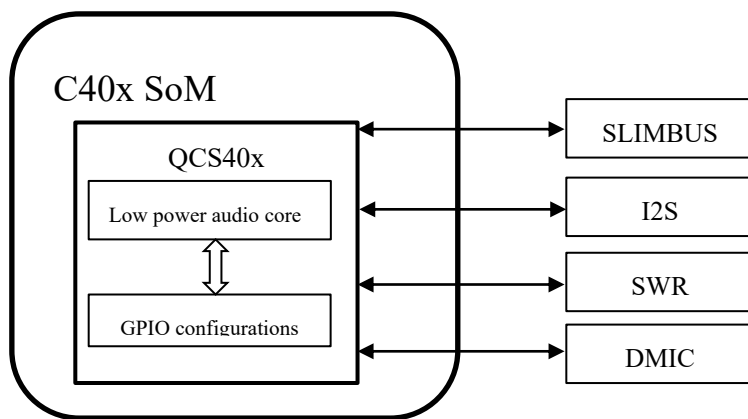 C40x SoM
QCS40x
Low power audio core
GPIO configurations
SLIMBUS
I2S
SWR
DMIC